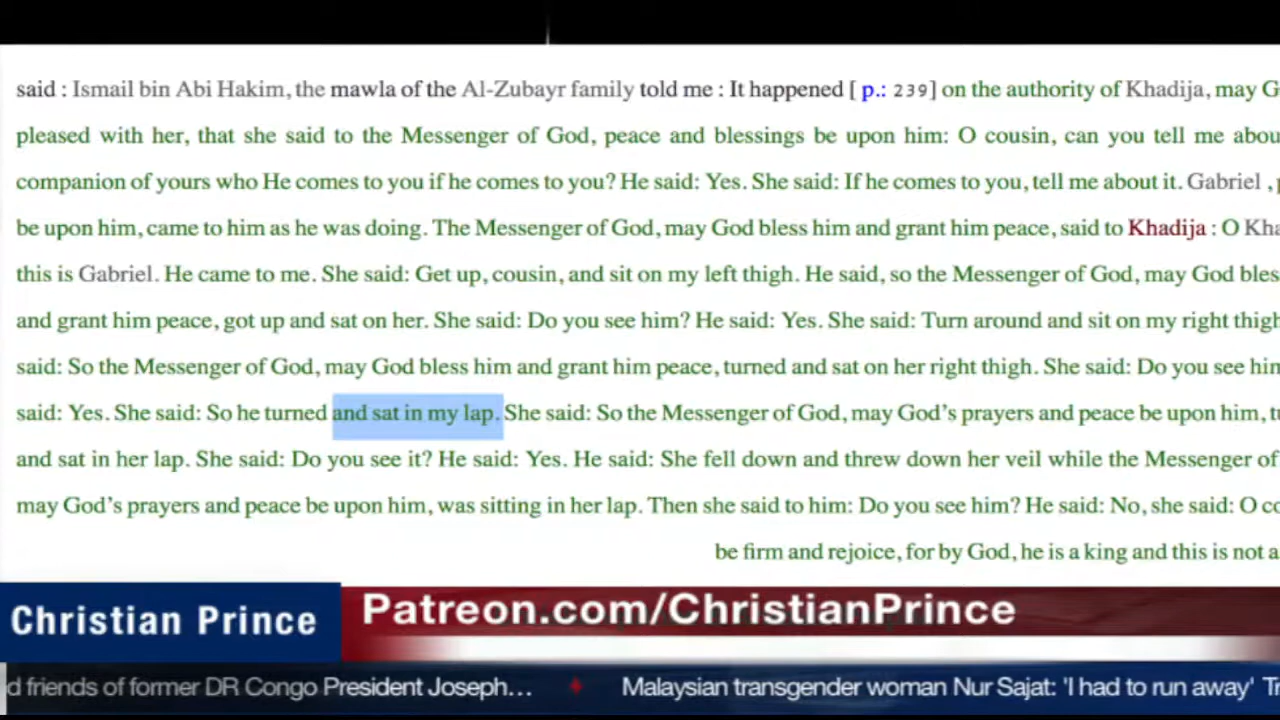 said : Ismail bin Abi Hakim, the mawla of the Al-Zubayr family told me : It happened [ p.: 239] on the authority of Khadija, may G
pleased with her, that she said to the Messenger of God, peace and blessings be upon him: O cousin, can you tell me abou
companion of yours who He comes to you if he comes to you? He said: Yes. She said: If he comes to you, tell me about it. Gabriel ,
be upon him, came to him as he was doing. The Messenger of God, may God bless him and grant him peace, said to Khadija : O Kha
this is Gabriel. He came to me. She said: Get up, cousin, and sit on my left thigh. He said, so the Messenger of God, may God bles
and grant him peace, got up and sat on her. She said: Do you see him? He said: Yes. She said: Turn around and sit on my right thigh
said: So the Messenger of God, may God bless him and grant him peace, turned and sat on her right thigh. She said: Do you see him
said: Yes. She said: So he turned and sat in my lap. She said: So the Messenger of God, may God's prayers and peace be upon him, tu
and sat in her lap. She said: Do you see it? He said: Yes. He said: She fell down and threw down her veil while the Messenger of
may God's prayers and peace be upon him, was sitting in her lap. Then she said to him: Do you see him? He said: No, she said: O co
be firm and rejoice, for by God, he is a king and this is not a
Christian Prince
Patreon.com/ChristianPrince
d friends of former DR Congo President Joseph... ♦ Malaysian transgender woman Nur Sajat: 'I had to run away' Tr